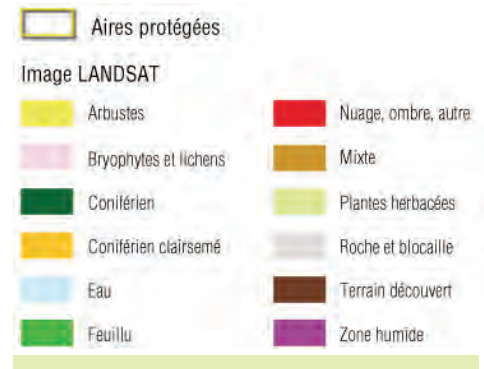 Aires protégées
Image LANDSAT
Arbustes
Bryophytes et lichens
Coniférien
Coniférien clairsemé
Eau
Feuillu
Nuage, ombre, autre
Mixte
Plantes herbacées
Roche et blocaille
Terrain découvert
Zone humide